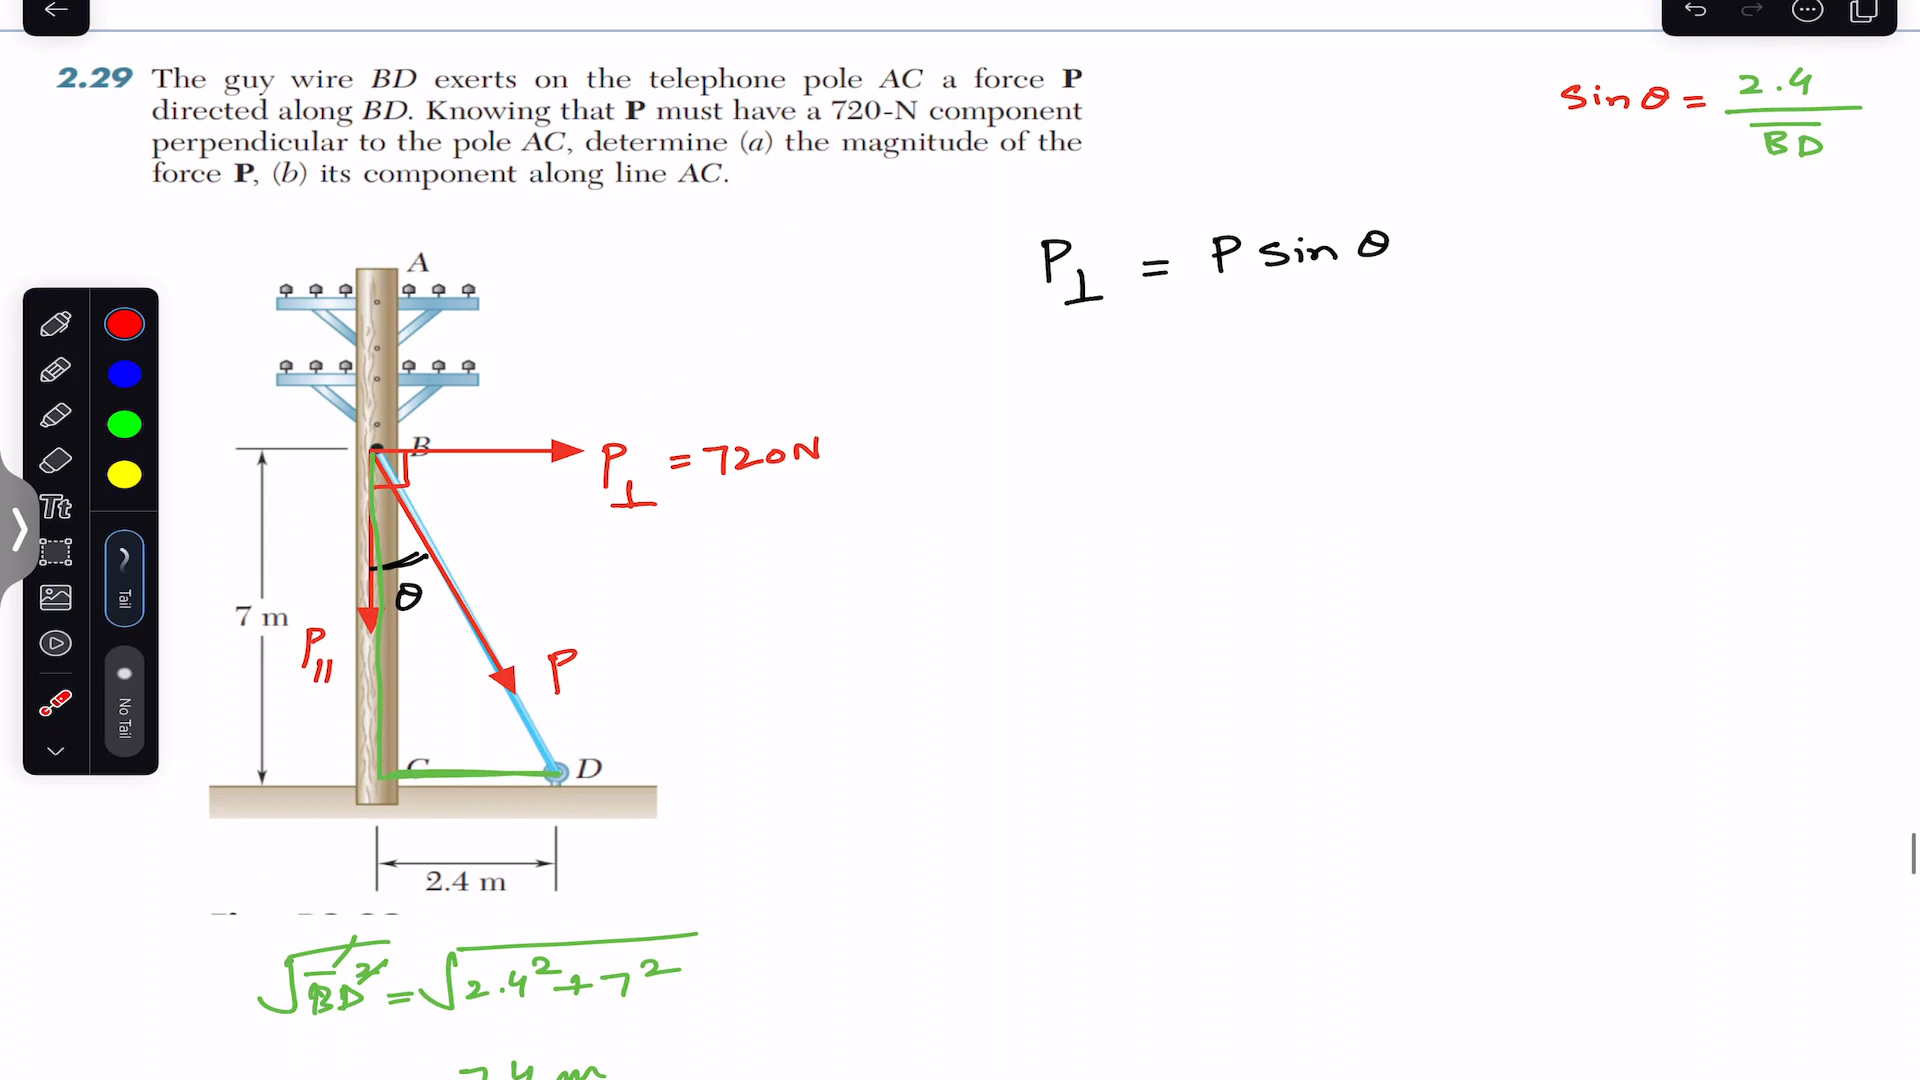 2.29 The guy wire BD exerts on the telephone pole AC a force P
directed along BD. Knowing that P must have a 720-N component
perpendicular to the pole AC, determine (a) the magnitude of the
force P, (b) its component along line AC.
sin θ = 2.4 / BD
P⊥ = P sin θ
A
B
P⊥ = 720N
θ
7 m
P//
P
C
D
2.4 m
√BD² = √2.4² + 7²
7.4 m
Tt
Tail
No Tail